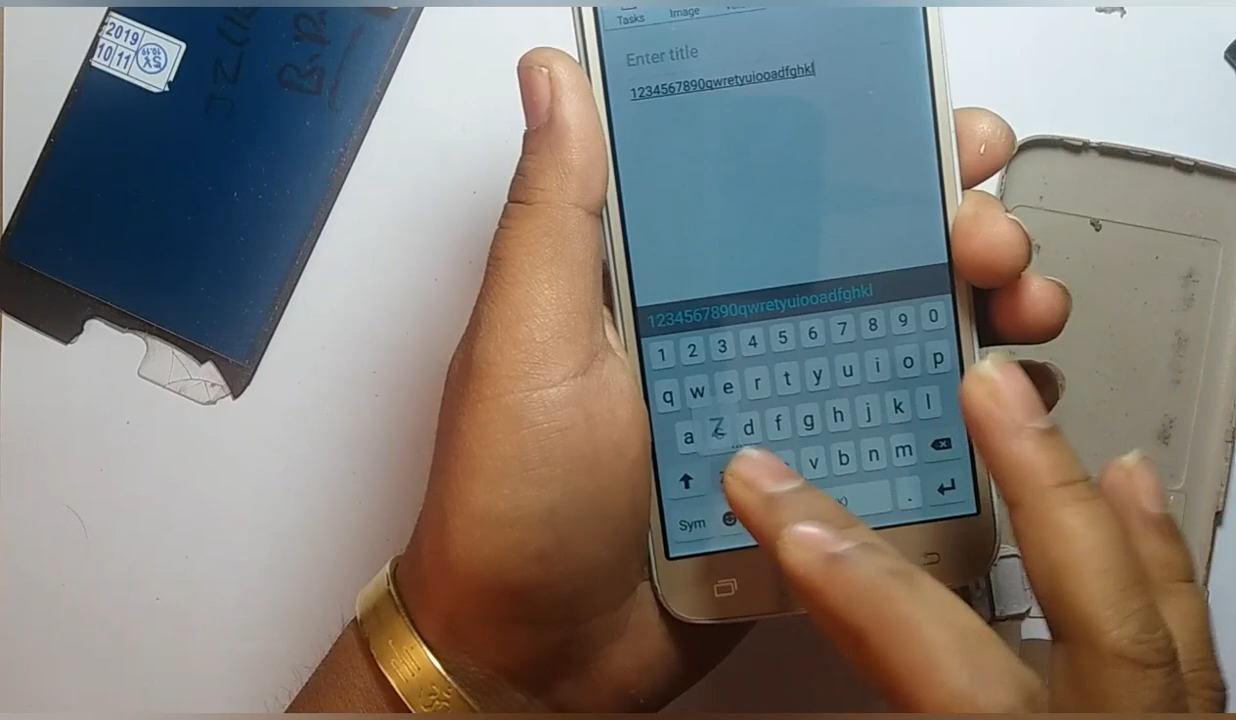 2019
10/11
Tasks
Image
Enter title
1234567890qwretyuiooadfghkl
1234567890qwretyuiooadfghkl
1 2 3 4 5 6 7 8 9 0
q w e r t y u i o p
a z d f g h j k l
v b n m
Sym .